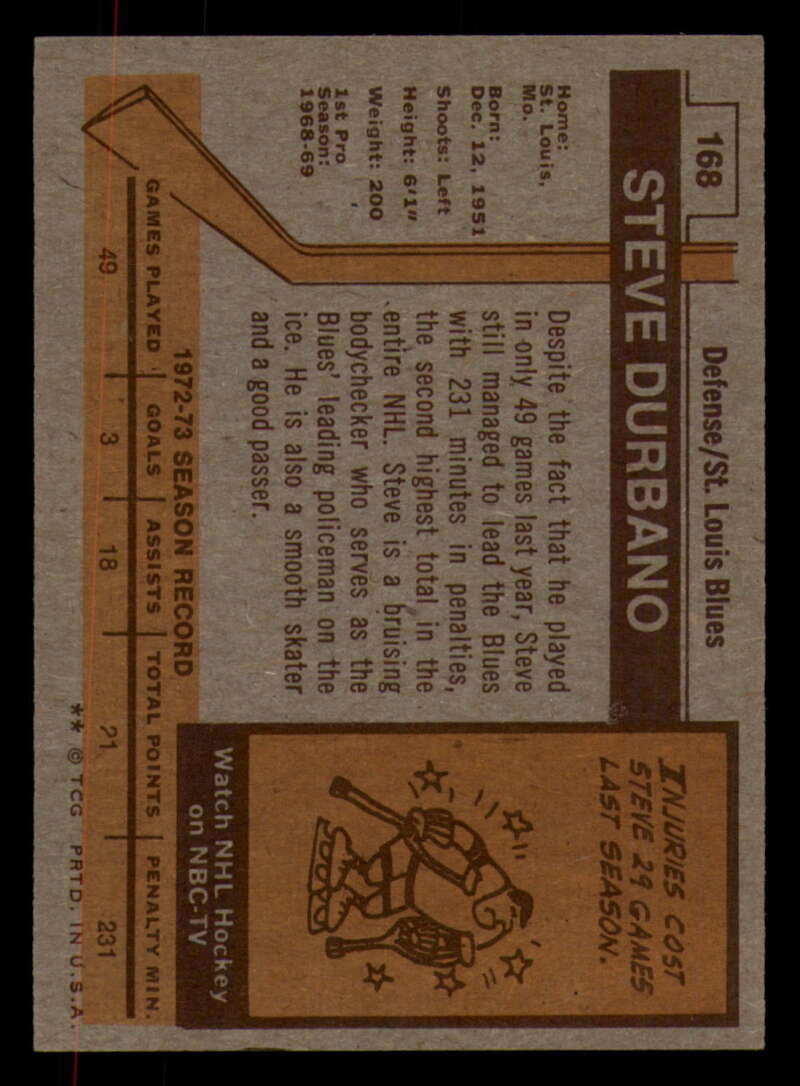 168
Defense/St. Louis Blues
STEVE DURBANO
Home:
St. Louis,
Mo.
Born:
Dec. 12, 1951
Shoots: Left
Height: 6'1"
Weight: 200
1st Pro
Season:
1968-69
Despite the fact that he played
in only 49 games last year, Steve
still managed to lead the Blues
with 231 minutes in penalties,
the second highest total in the
entire NHL. Steve is a bruising
bodychecker who serves as the
Blues' leading policeman on the
ice. He is also a smooth skater
and a good passer.
INJURIES COST
STEVE 29 GAMES
LAST SEASON.
Watch NHL Hockey
on NBC-TV
1972-73 SEASON RECORD
GAMES PLAYED GOALS ASSISTS TOTAL POINTS PENALTY MIN.
49 3 18 21 231
** © TCG PRTD. IN U.S.A.